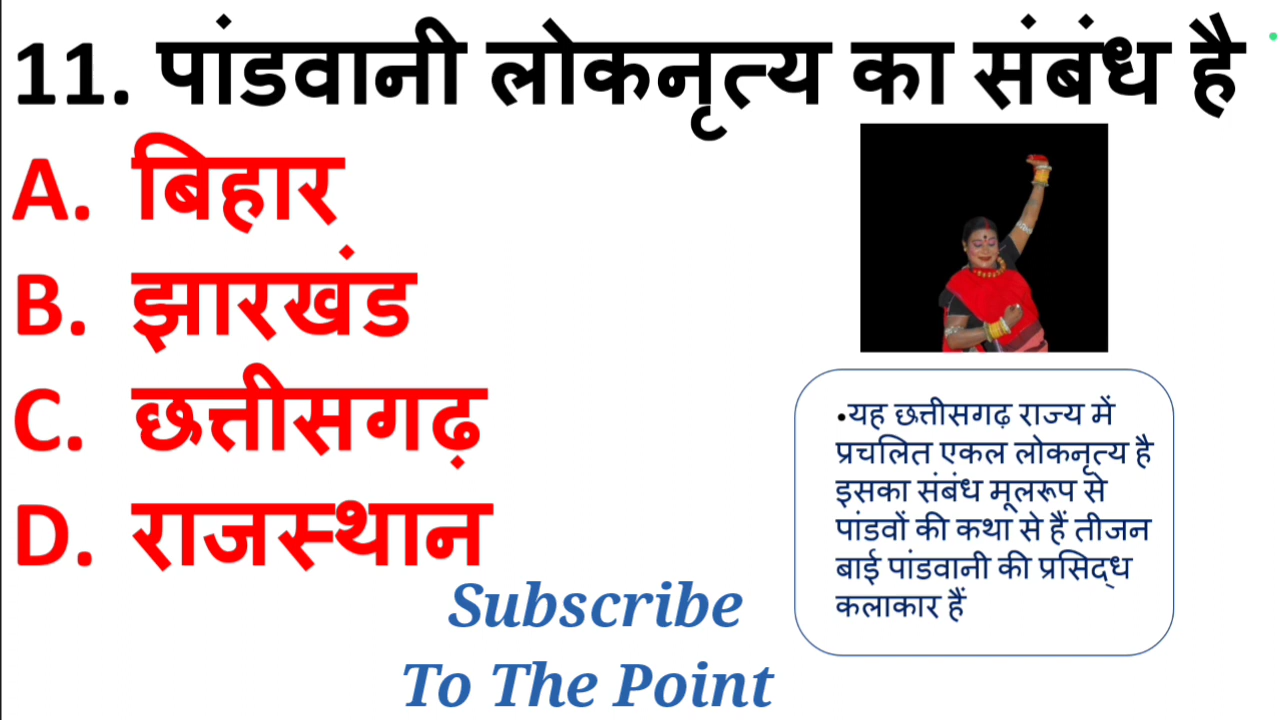 11. पांडवानी लोकनृत्य का संबंध है
A. बिहार
B. झारखंड
C. छत्तीसगढ़
D. राजस्थान
•यह छत्तीसगढ़ राज्य में
प्रचलित एकल लोकनृत्य है
इसका संबंध मूलरूप से
पांडवों की कथा से हैं तीजन
बाई पांडवानी की प्रसिद्ध
कलाकार हैं
Subscribe
To The Point